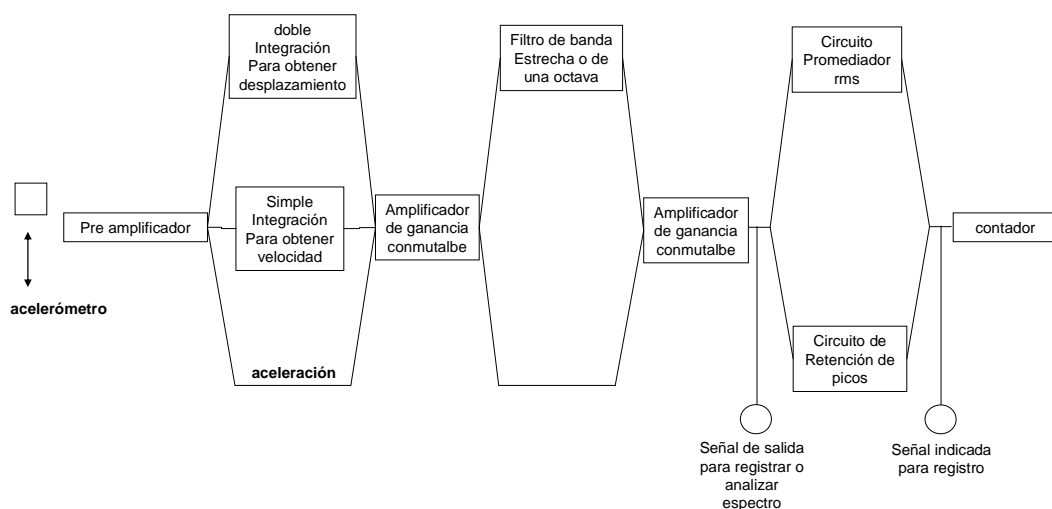 doble
Integración
Para obtener
desplazamiento
Filtro de banda
Estrecha o de
una octava
Circuito
Promediador
rms
Pre amplificador
Simple
Integración
Para obtener
velocidad
Amplificador
de ganancia
conmutalbe
Amplificador
de ganancia
conmutalbe
contador
acelerómetro
aceleración
Circuito de
Retención de
picos
Señal de salida
para registrar o
analizar
espectro
Señal indicada
para registro